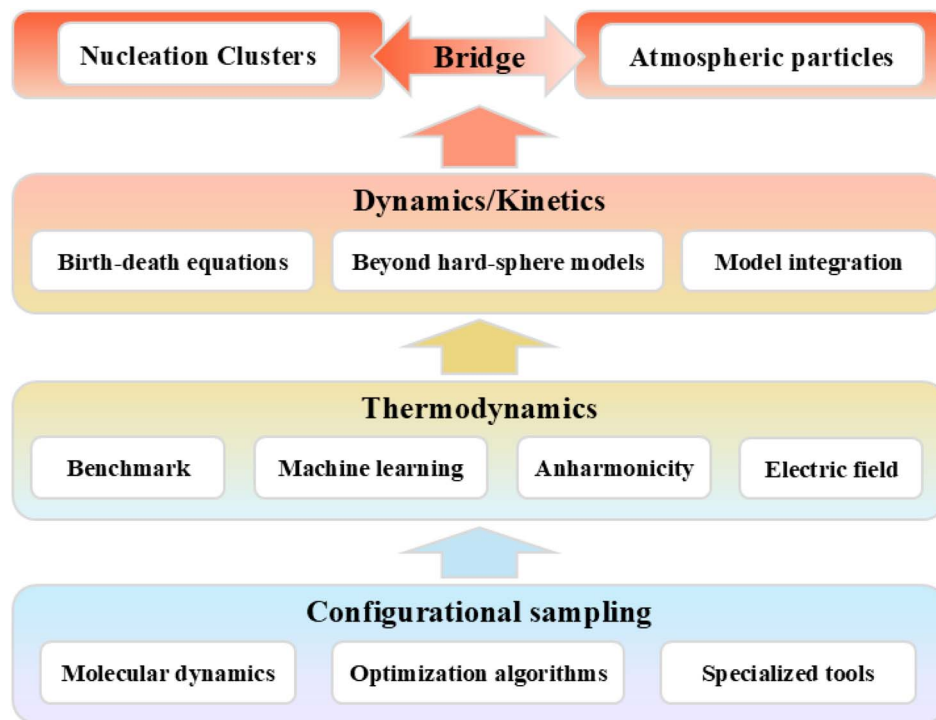 Nucleation Clusters
Bridge
Atmospheric particles
Dynamics/Kinetics
Birth-death equations
Beyond hard-sphere models
Model integration
Thermodynamics
Benchmark
Machine learning
Anharmonicity
Electric field
Configurational sampling
Molecular dynamics
Optimization algorithms
Specialized tools